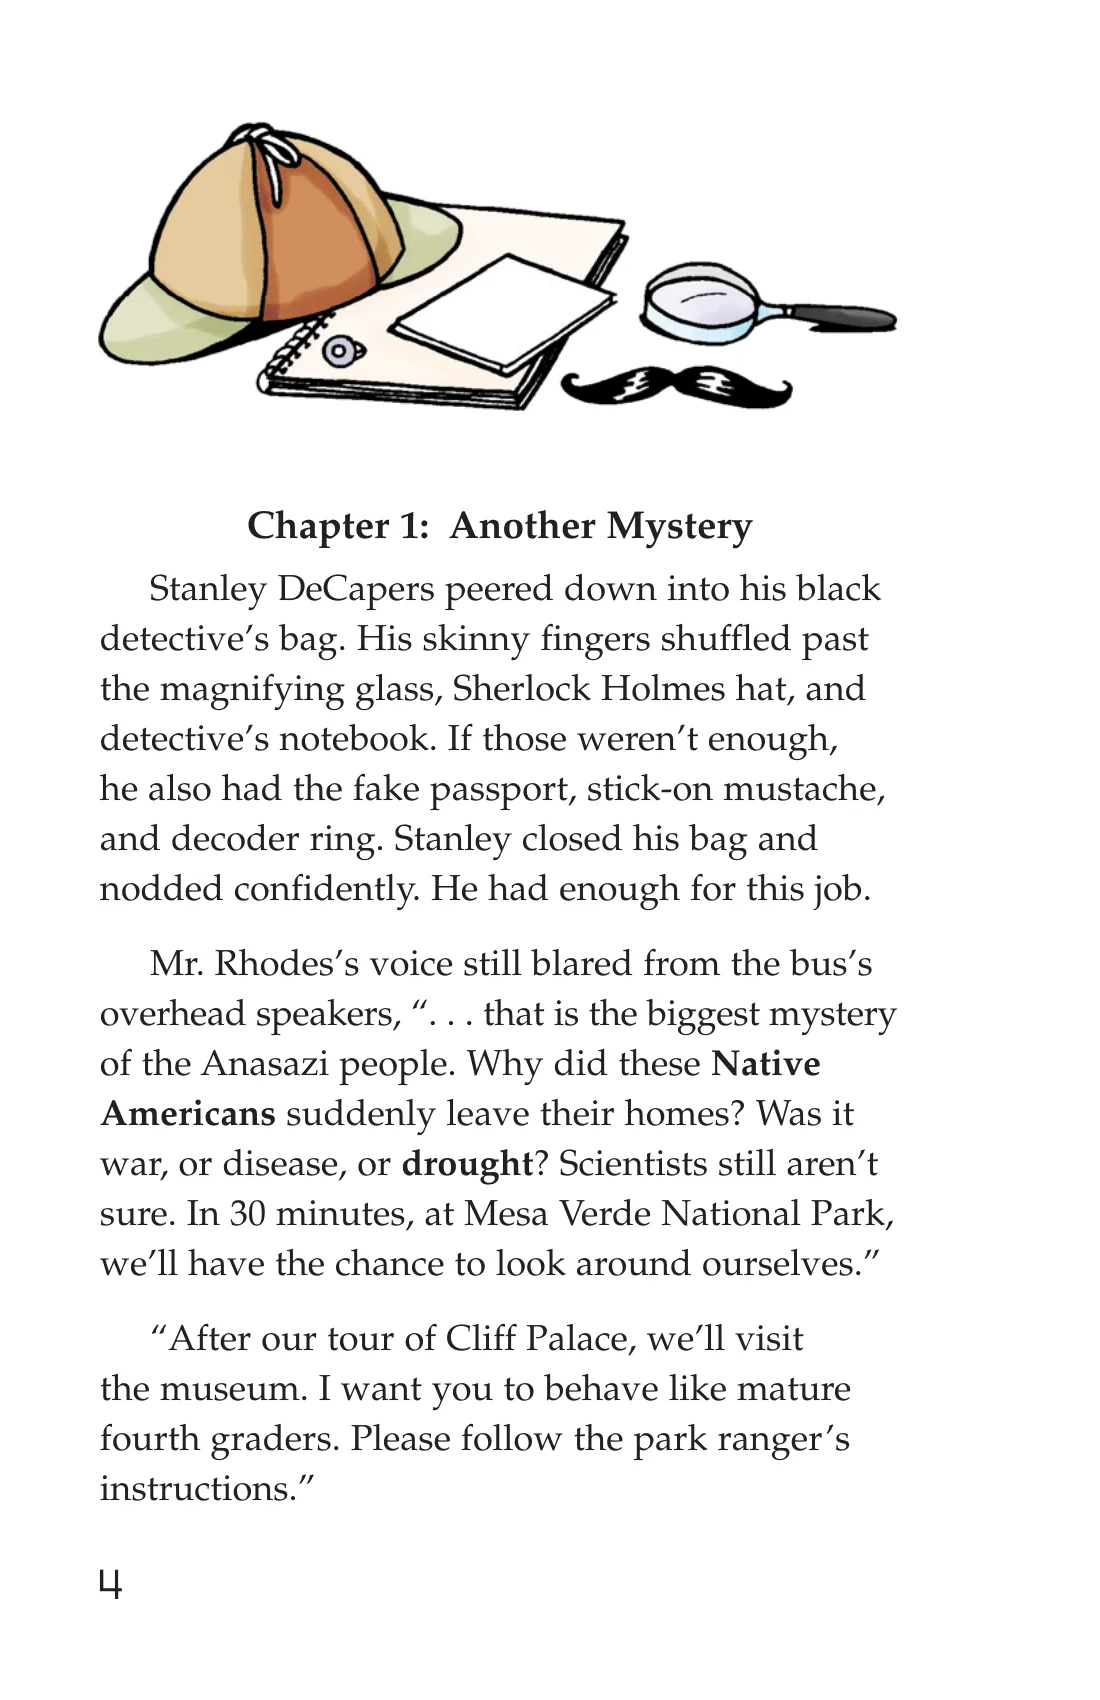 Chapter 1:  Another Mystery
Stanley DeCapers peered down into his black
detective’s bag. His skinny fingers shuffled past
the magnifying glass, Sherlock Holmes hat, and
detective’s notebook. If those weren’t enough,
he also had the fake passport, stick-on mustache,
and decoder ring. Stanley closed his bag and
nodded confidently. He had enough for this job.
Mr. Rhodes’s voice still blared from the bus’s
overhead speakers, “. . . that is the biggest mystery
of the Anasazi people. Why did these Native
Americans suddenly leave their homes? Was it
war, or disease, or drought? Scientists still aren’t
sure. In 30 minutes, at Mesa Verde National Park,
we’ll have the chance to look around ourselves.”
“After our tour of Cliff Palace, we’ll visit
the museum. I want you to behave like mature
fourth graders. Please follow the park ranger’s
instructions.”
4